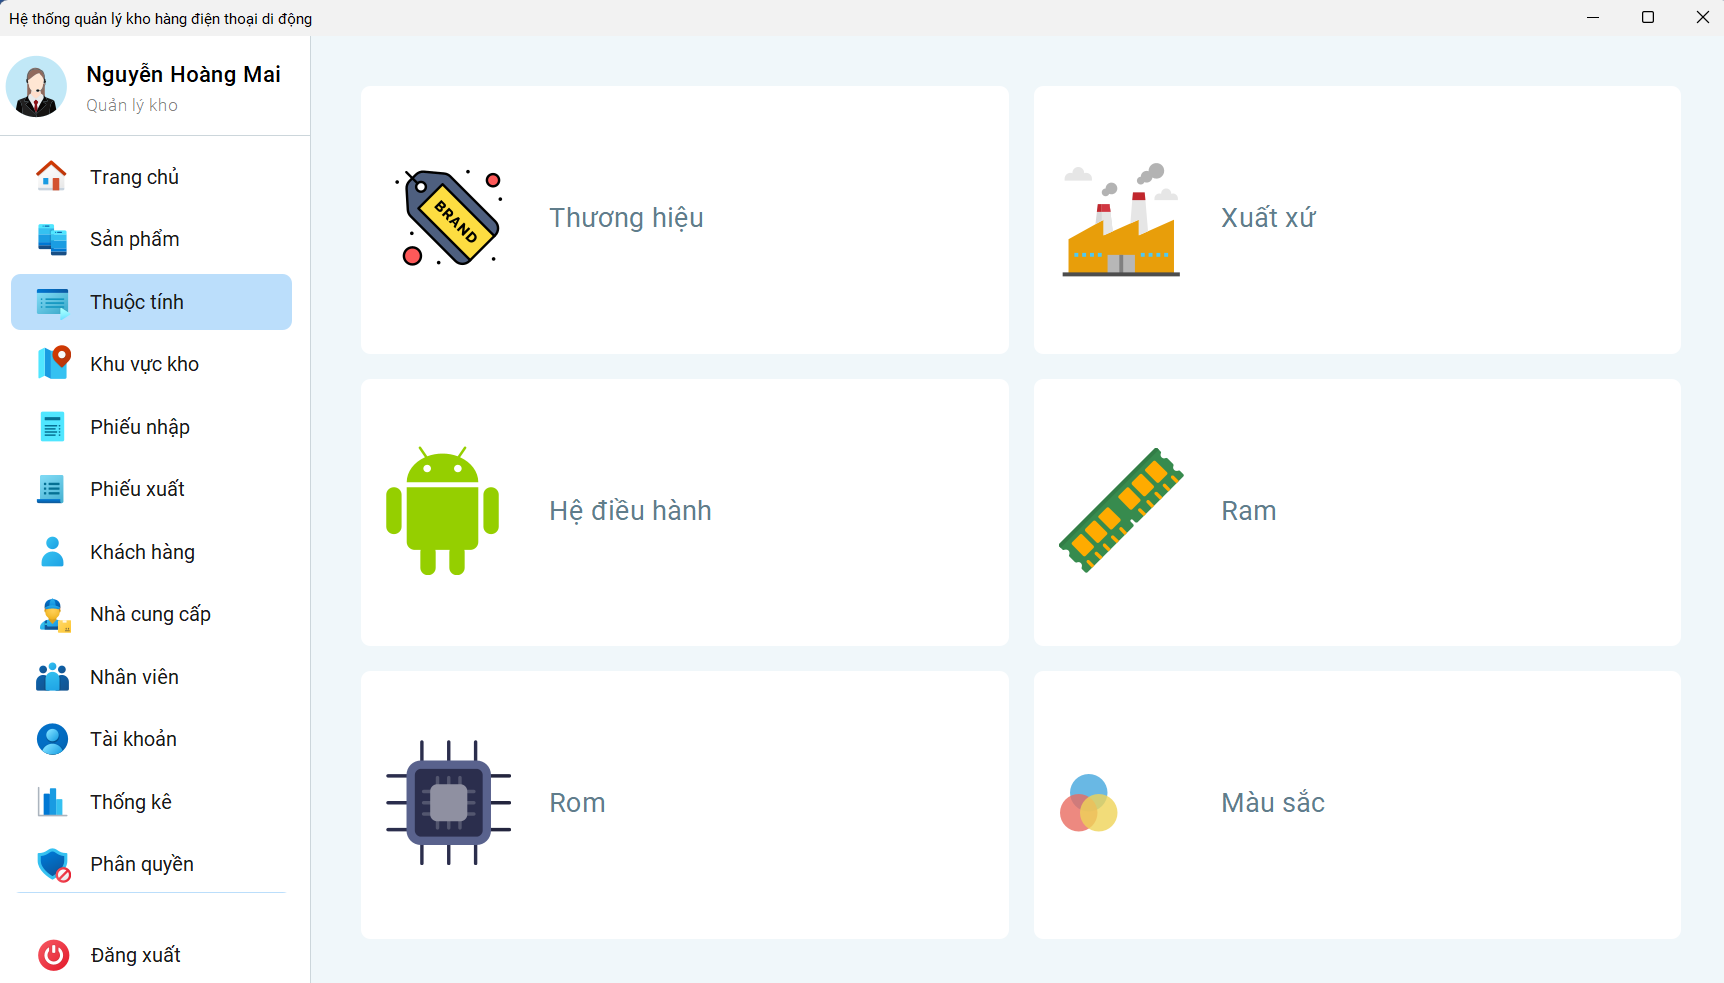 Hệ thống quản lý kho hàng điện thoại di động
Nguyễn Hoàng Mai
Quản lý kho
Trang chủ
Sản phẩm
Thuộc tính
Khu vực kho
Phiếu nhập
Phiếu xuất
Khách hàng
Nhà cung cấp
Nhân viên
Tài khoản
Thống kê
Phân quyền
Đăng xuất
BRAND
Thương hiệu
Xuất xứ
Hệ điều hành
Ram
Rom
Màu sắc